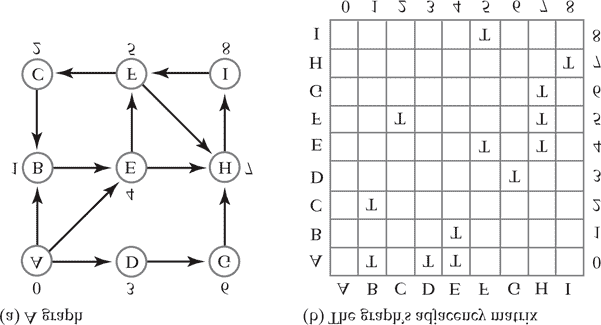 (a) A graph
0 3 6
A D G
4
1 B E H 7
C F I
2 5 8
(b) The graph's adjacency matrix
A B C D E F G H I
A T T T 0
B T 1
C T 2
D T 3
E T T 4
F T T 5
G T 6
H T 7
I T 8
0 1 2 3 4 5 6 7 8